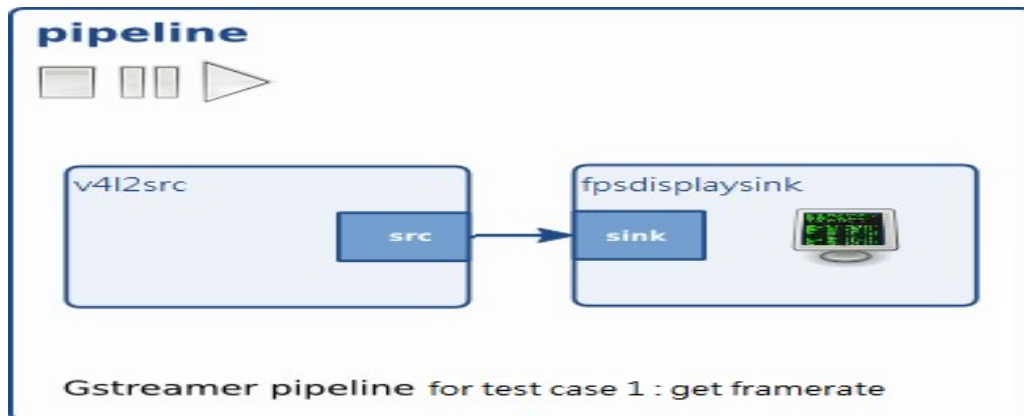 pipeline
v4l2src
fpsdisplaysink
src
sink
Gstreamer pipeline for test case 1 : get framerate